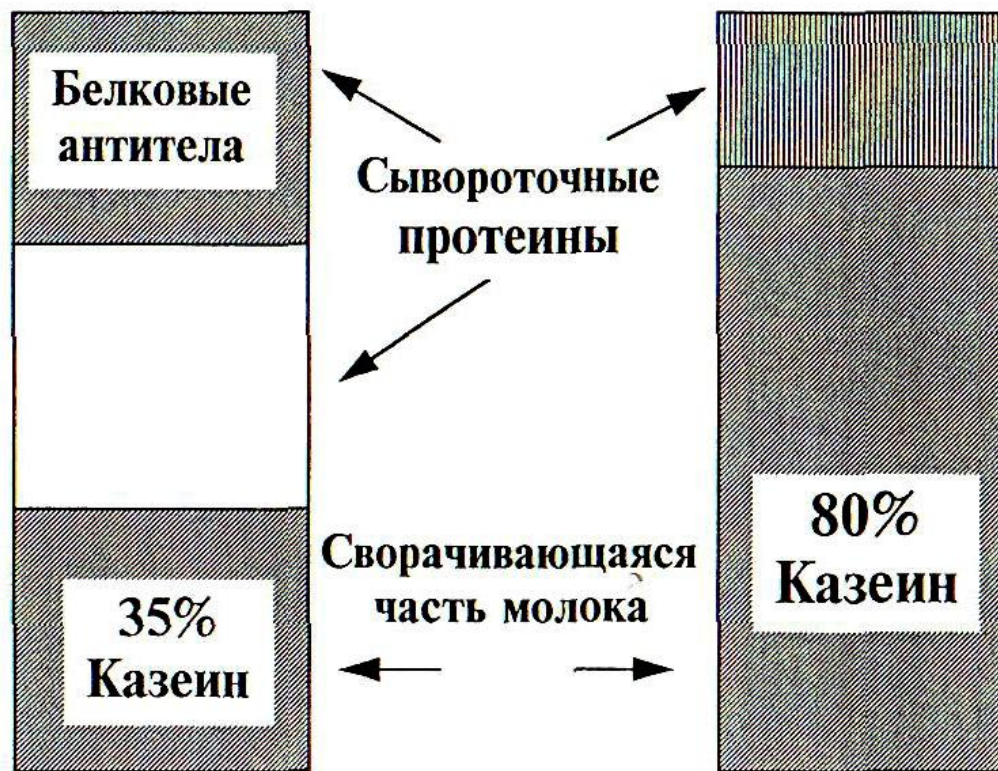 Белковые
антитела
Сывороточные
протеины
Сворачивающаяся
часть молока
35%
Казеин
80%
Казеин